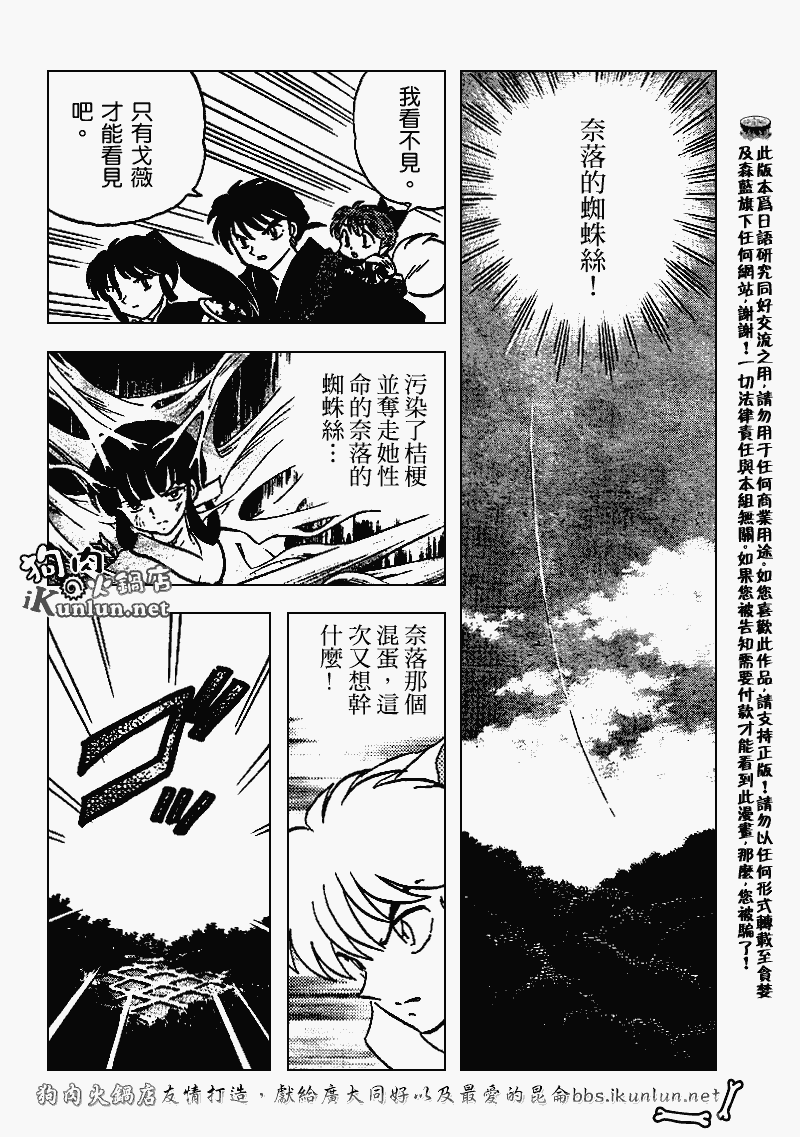 奈落的蜘蛛絲！
我看不見。
只有戈薇
才能看見
吧。
污染了桔梗
並奪走她性
命的奈落的
蜘蛛絲…
奈落那個
混蛋，這
次又想幹
什麼！
ゴ
此版本爲日語研究同好交流之用，請勿用于任何商業用途。如您喜歡此作品，請支持正版！請勿以任何形式轉載至貪婪
及森藍旗下任何網站，謝謝！一切法律責任與本組無關。如果您被告知需要付款才能看到此漫畫，那麼，您被騙了！
狗肉火鍋店
iKunlun.net
狗肉火鍋店友情打造，獻給廣大同好以及最愛的昆侖bbs.ikunlun.net